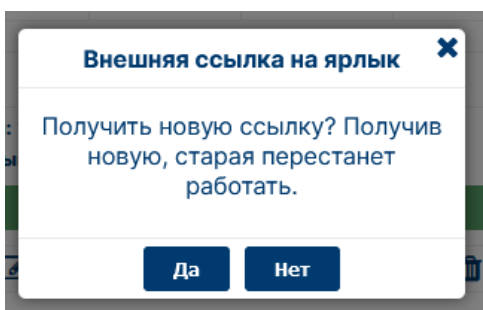 Внешняя ссылка на ярлык
Получить новую ссылку? Получив
новую, старая перестанет
работать.
Да
Нет